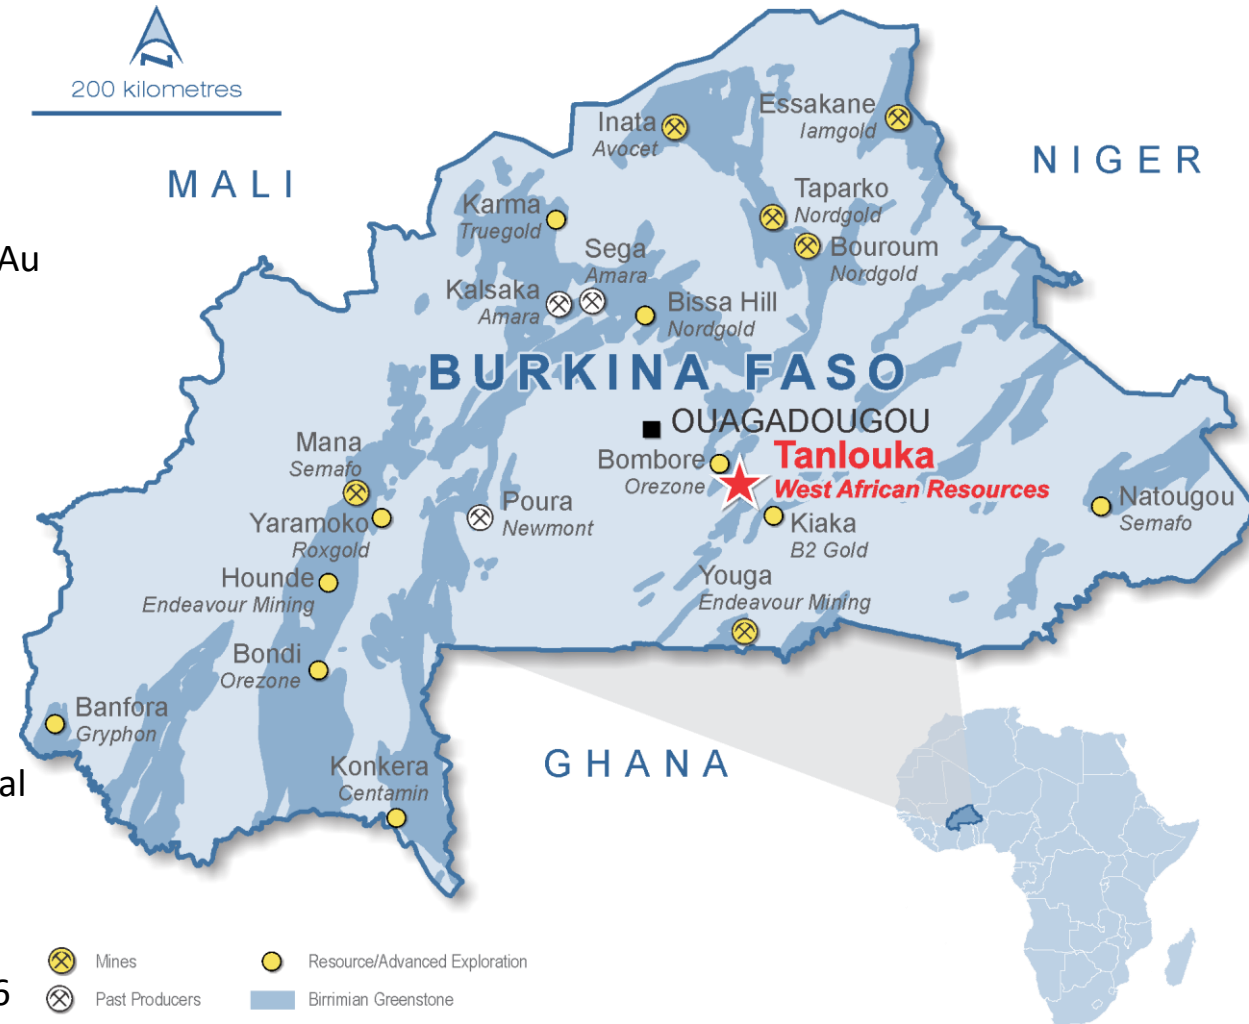 N
200 kilometres
MALI
NIGER
GHANA
BURKINA FASO
Au
al
6
Inata
Avocet
Essakane
Iamgold
Karma
Truegold
Taparko
Nordgold
Sega
Amara
Bouroum
Nordgold
Kalsaka
Amara
Bissa Hill
Nordgold
OUAGADOUGOU
Mana
Semafo
Bombore
Orezone
Tanlouka
West African Resources
Poura
Newmont
Natougou
Semafo
Yaramoko
Roxgold
Kiaka
B2 Gold
Hounde
Endeavour Mining
Youga
Endeavour Mining
Bondi
Orezone
Banfora
Gryphon
Konkera
Centamin
Mines
Resource/Advanced Exploration
Past Producers
Birrimian Greenstone